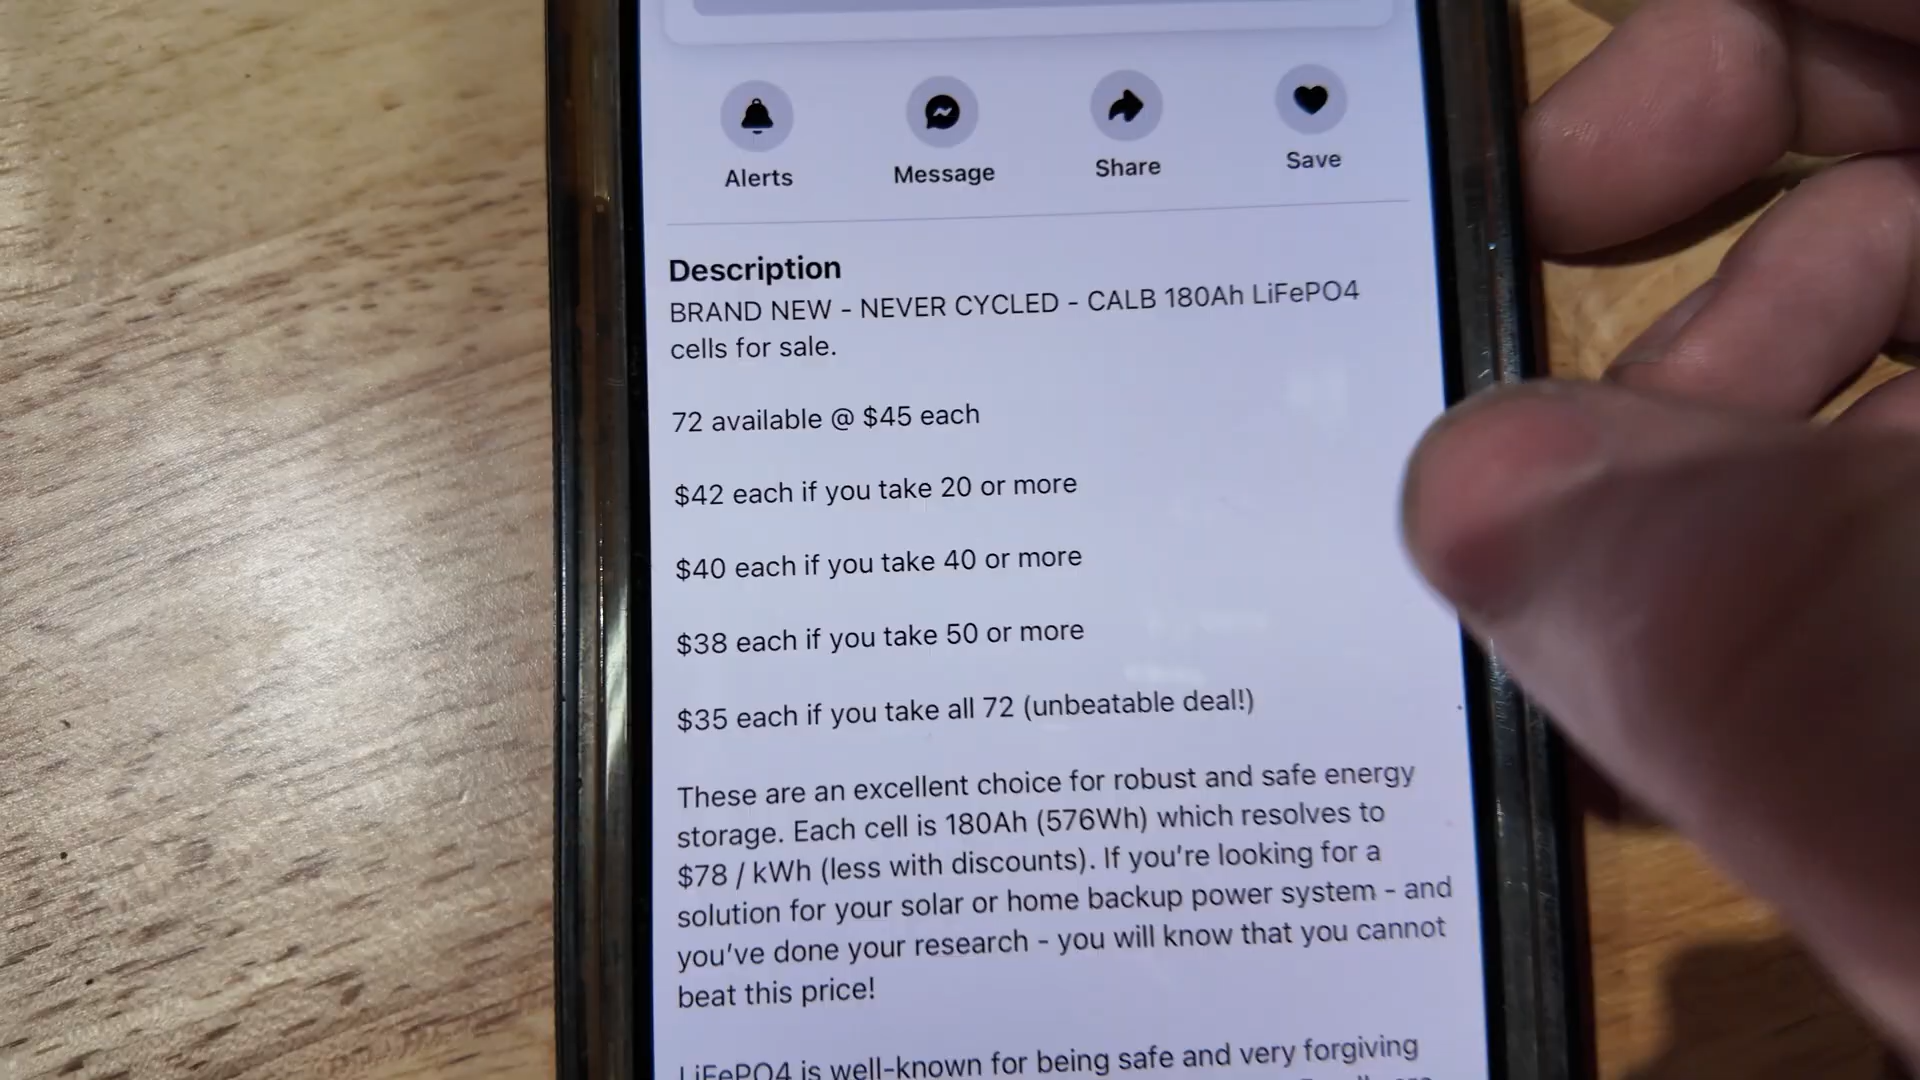 Alerts
Message
Share
Save
Description
BRAND NEW - NEVER CYCLED - CALB 180Ah LiFePO4
cells for sale.
72 available @ $45 each
$42 each if you take 20 or more
$40 each if you take 40 or more
$38 each if you take 50 or more
$35 each if you take all 72 (unbeatable deal!)
These are an excellent choice for robust and safe energy
storage. Each cell is 180Ah (576Wh) which resolves to
$78 / kWh (less with discounts). If you’re looking for a
solution for your solar or home backup power system - and
you’ve done your research - you will know that you cannot
beat this price!
LiFePO4 is well-known for being safe and very forgiving